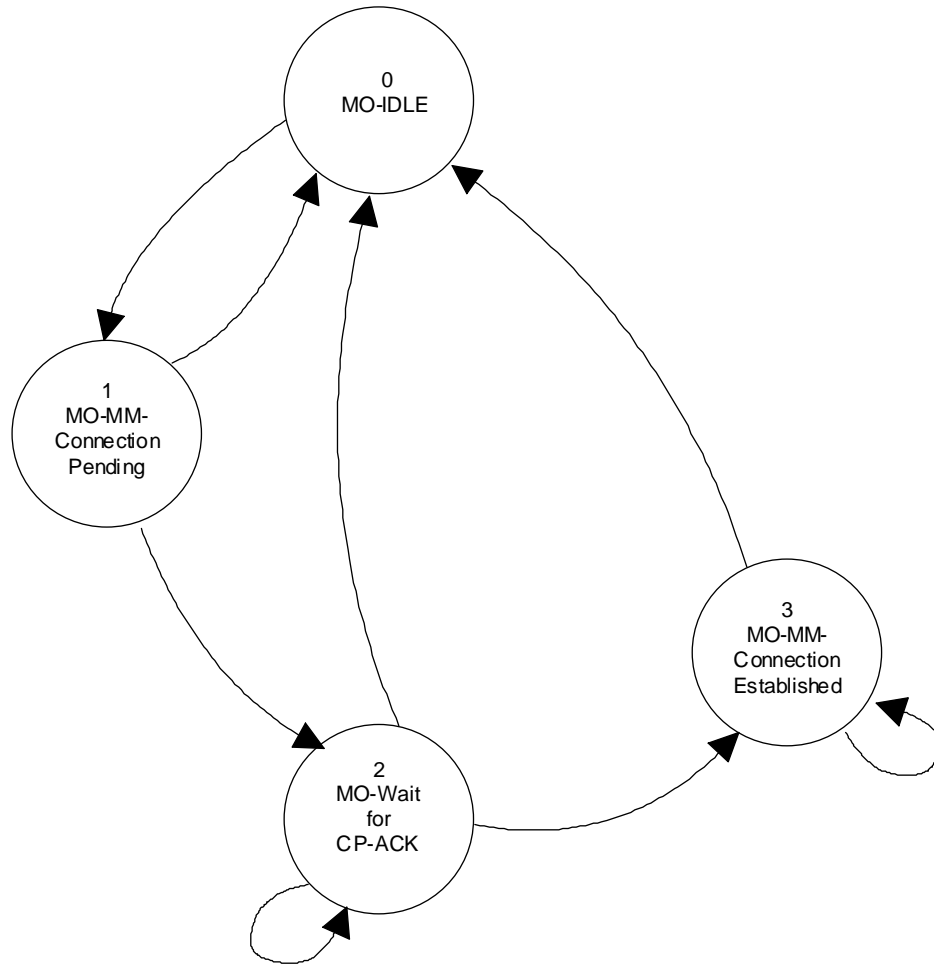 0
MO-IDLE
1
MO-MM-
Connection
Pending
3
MO-MM-
Connection
Established
2
MO-Wait
for
CP-ACK